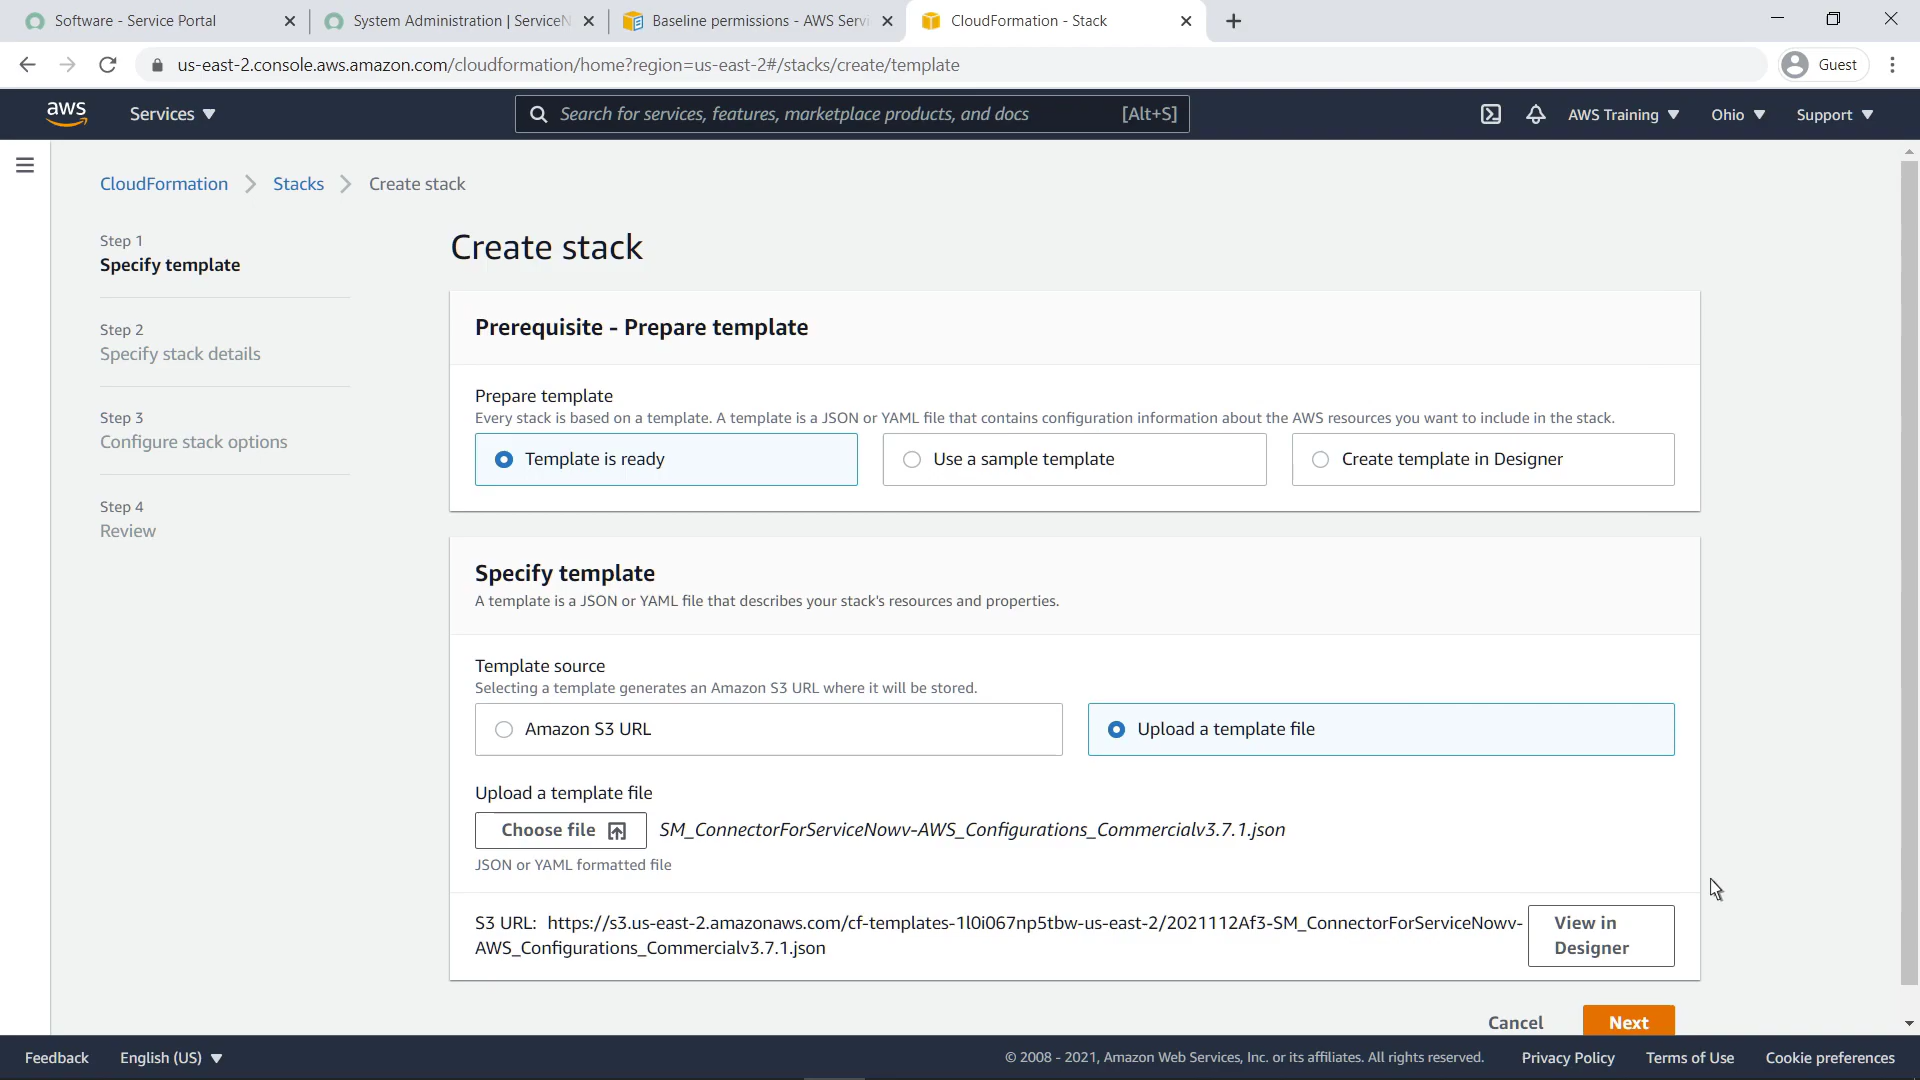 Software - Service Portal
System Administration | ServiceN
Baseline permissions - AWS Servi
CloudFormation - Stack
us-east-2.console.aws.amazon.com/cloudformation/home?region=us-east-2#/stacks/create/template
Guest
aws
Services
Search for services, features, marketplace products, and docs
[Alt+S]
AWS Training
Ohio
Support
CloudFormation
Stacks
Create stack
Step 1
Specify template
Step 2
Specify stack details
Step 3
Configure stack options
Step 4
Review
Create stack
Prerequisite - Prepare template
Prepare template
Every stack is based on a template. A template is a JSON or YAML file that contains configuration information about the AWS resources you want to include in the stack.
Template is ready
Use a sample template
Create template in Designer
Specify template
A template is a JSON or YAML file that describes your stack's resources and properties.
Template source
Selecting a template generates an Amazon S3 URL where it will be stored.
Amazon S3 URL
Upload a template file
Upload a template file
Choose file
SM_ConnectorForServiceNowv-AWS_Configurations_Commercialv3.7.1.json
JSON or YAML formatted file
S3 URL: https://s3.us-east-2.amazonaws.com/cf-templates-1l0i067np5tbw-us-east-2/2021112Af3-SM_ConnectorForServiceNowv-
AWS_Configurations_Commercialv3.7.1.json
View in
Designer
Cancel
Next
Feedback
English (US)
© 2008 - 2021, Amazon Web Services, Inc. or its affiliates. All rights reserved.
Privacy Policy
Terms of Use
Cookie preferences